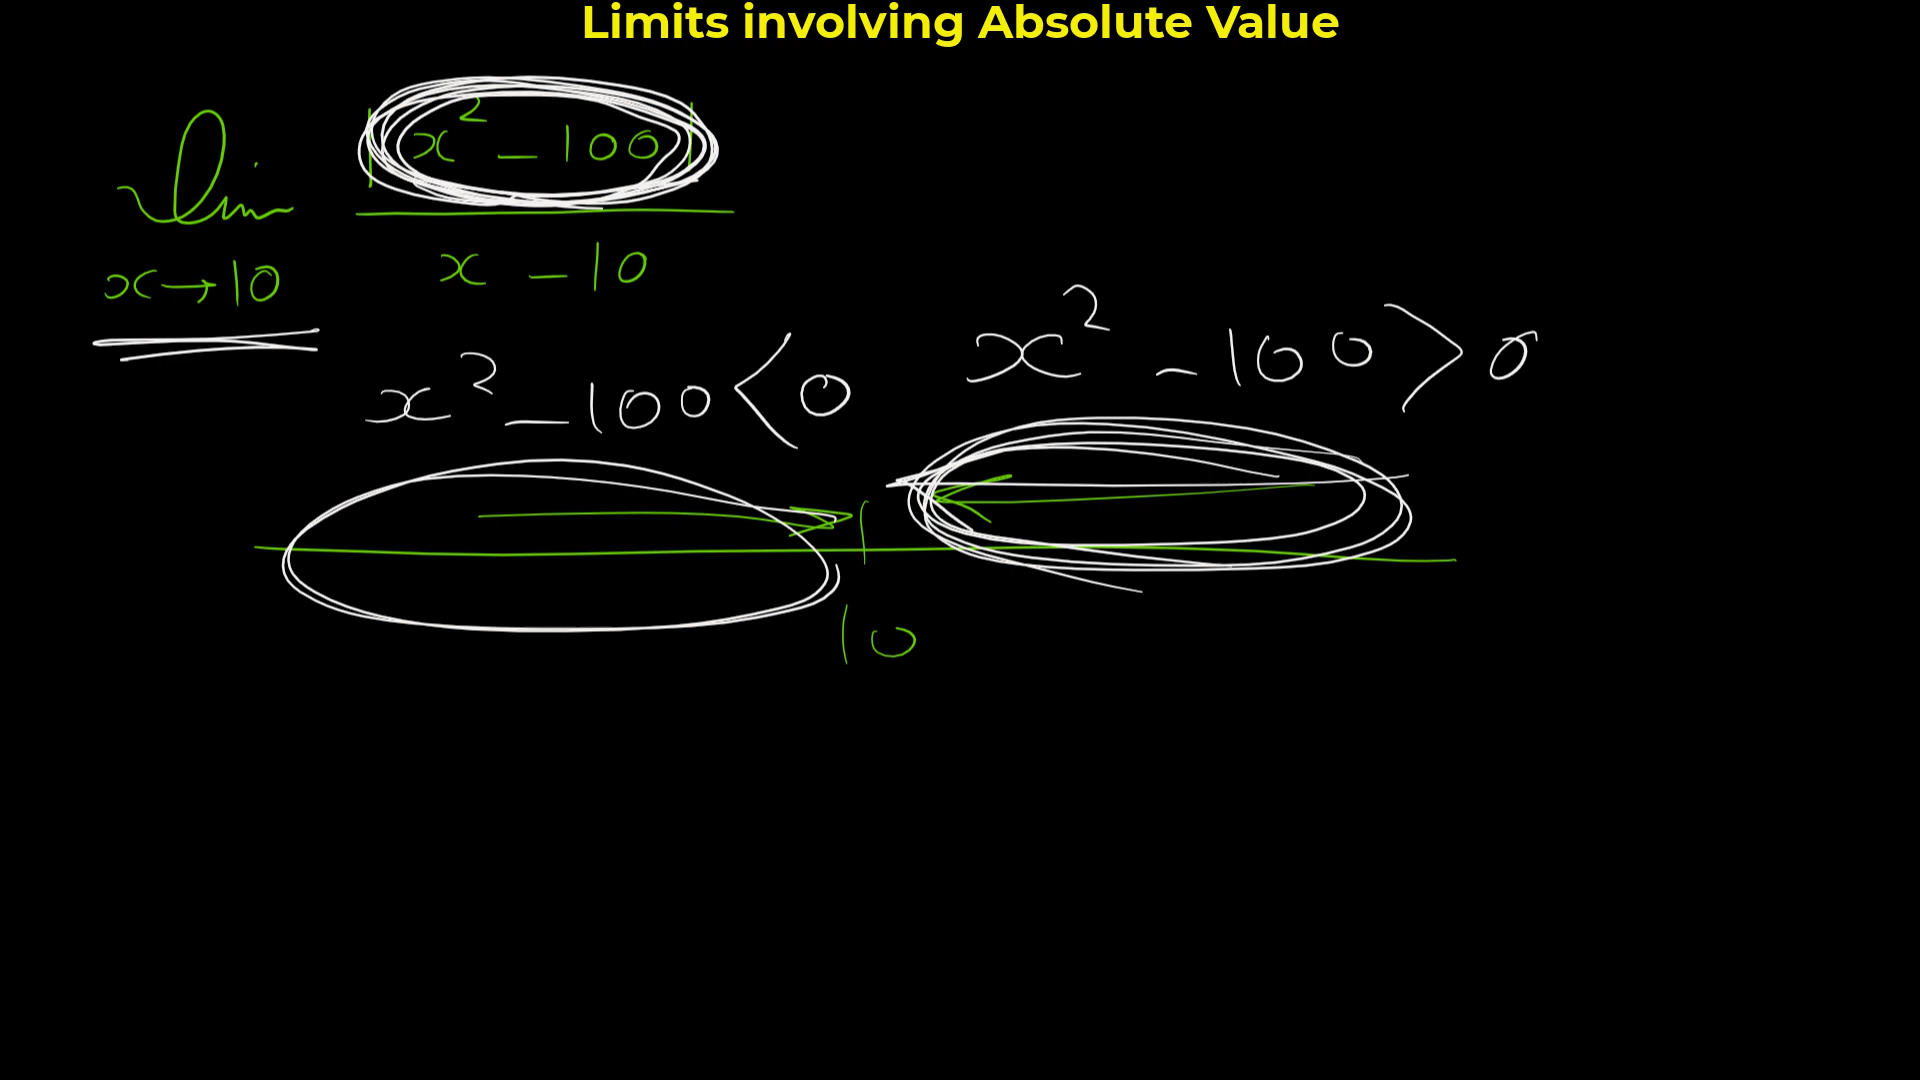 Limits involving Absolute Value
lim |x² - 100|
x→10 x - 10
x² - 100 < 0
x² - 100 > 0
10